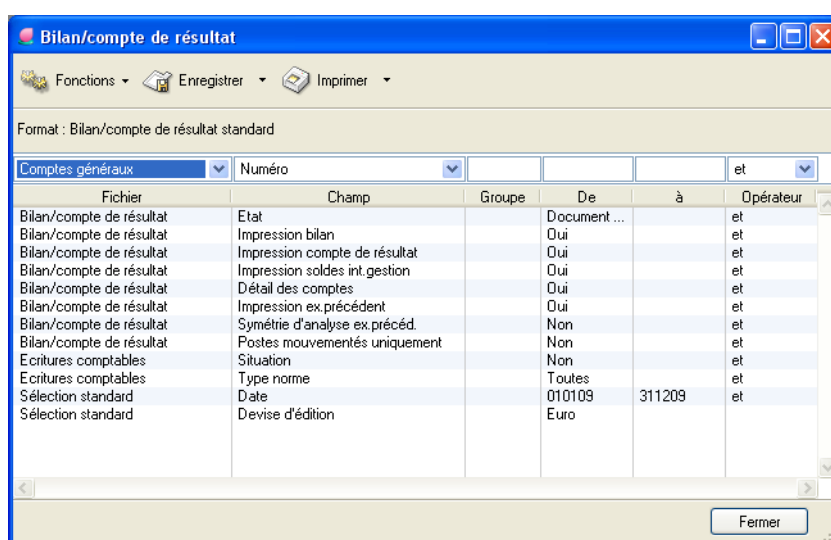 Bilan/compte de résultat
Fonctions Enregistrer Imprimer
Format : Bilan/compte de résultat standard
Comptes généraux Numéro et
Fichier Champ Groupe De à Opérateur
Bilan/compte de résultat Etat Document ... et
Bilan/compte de résultat Impression bilan Oui et
Bilan/compte de résultat Impression compte de résultat Oui et
Bilan/compte de résultat Impression soldes int.gestion Oui et
Bilan/compte de résultat Détail des comptes Oui et
Bilan/compte de résultat Impression ex.précédent Oui et
Bilan/compte de résultat Symétrie d'analyse ex.précéd. Non et
Bilan/compte de résultat Postes mouvementés uniquement Non et
Ecritures comptables Situation Non et
Ecritures comptables Type norme Toutes et
Sélection standard Date 010109 311209 et
Sélection standard Devise d'édition Euro
Fermer